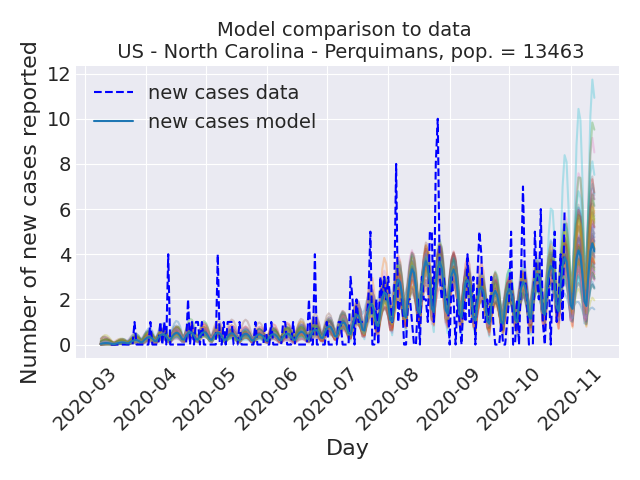 Model comparison to data
US - North Carolina - Perquimans, pop. = 13463
Number of new cases reported
12
10
8
6
4
2
0
new cases data
new cases model
2020-03
2020-04
2020-05
2020-06
2020-07
2020-08
2020-09
2020-10
2020-11
Day